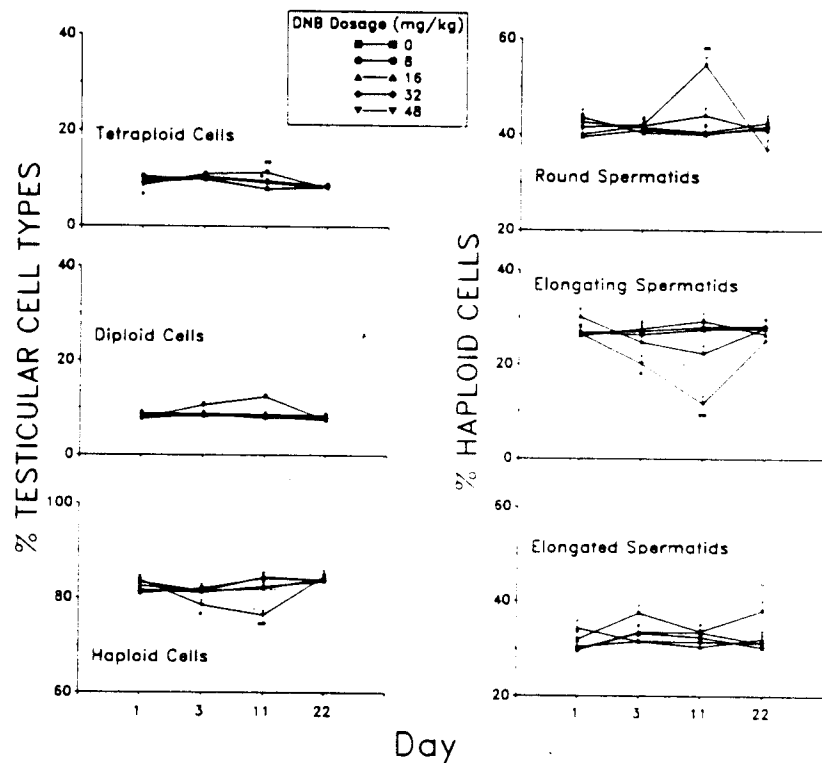 DNB Dosage (mg/kg)
0
8
16
32
48
% TESTICULAR CELL TYPES
40
20
0
Tetraploid Cells
40
20
0
Diploid Cells
100
80
60
Haploid Cells
1 3 11 22
% HAPLOID CELLS
60
40
20
Round Spermatids
40
20
0
Elongating Spermatids
60
40
20
Elongated Spermatids
1 3 11 22
Day